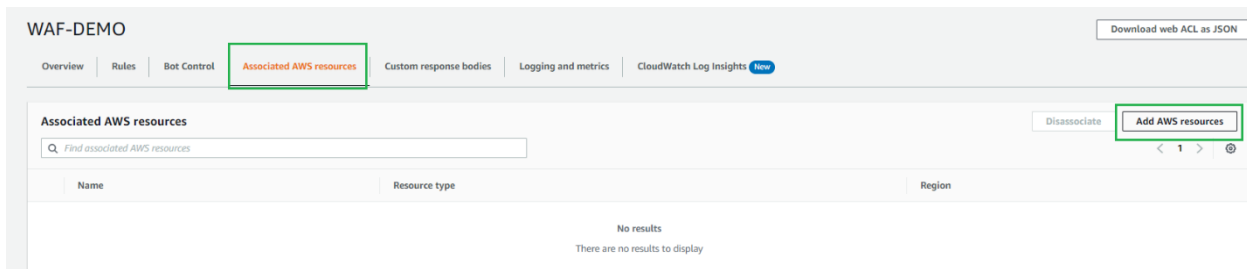 WAF-DEMO
Download web ACL as JSON
Overview Rules Bot Control Associated AWS resources Custom response bodies Logging and metrics CloudWatch Log Insights New
Associated AWS resources
Disassociate Add AWS resources
Find associated AWS resources
< 1 >
Name Resource type Region
No results
There are no results to display